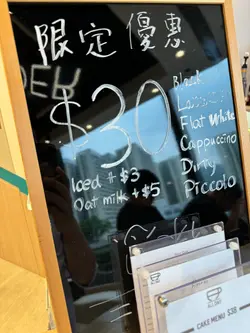 限定優惠
$30
Black
Flat White
Cappuccino
Dirty
Piccolo
Iced + $3
Oat milk + $5
CAKE MENU $38